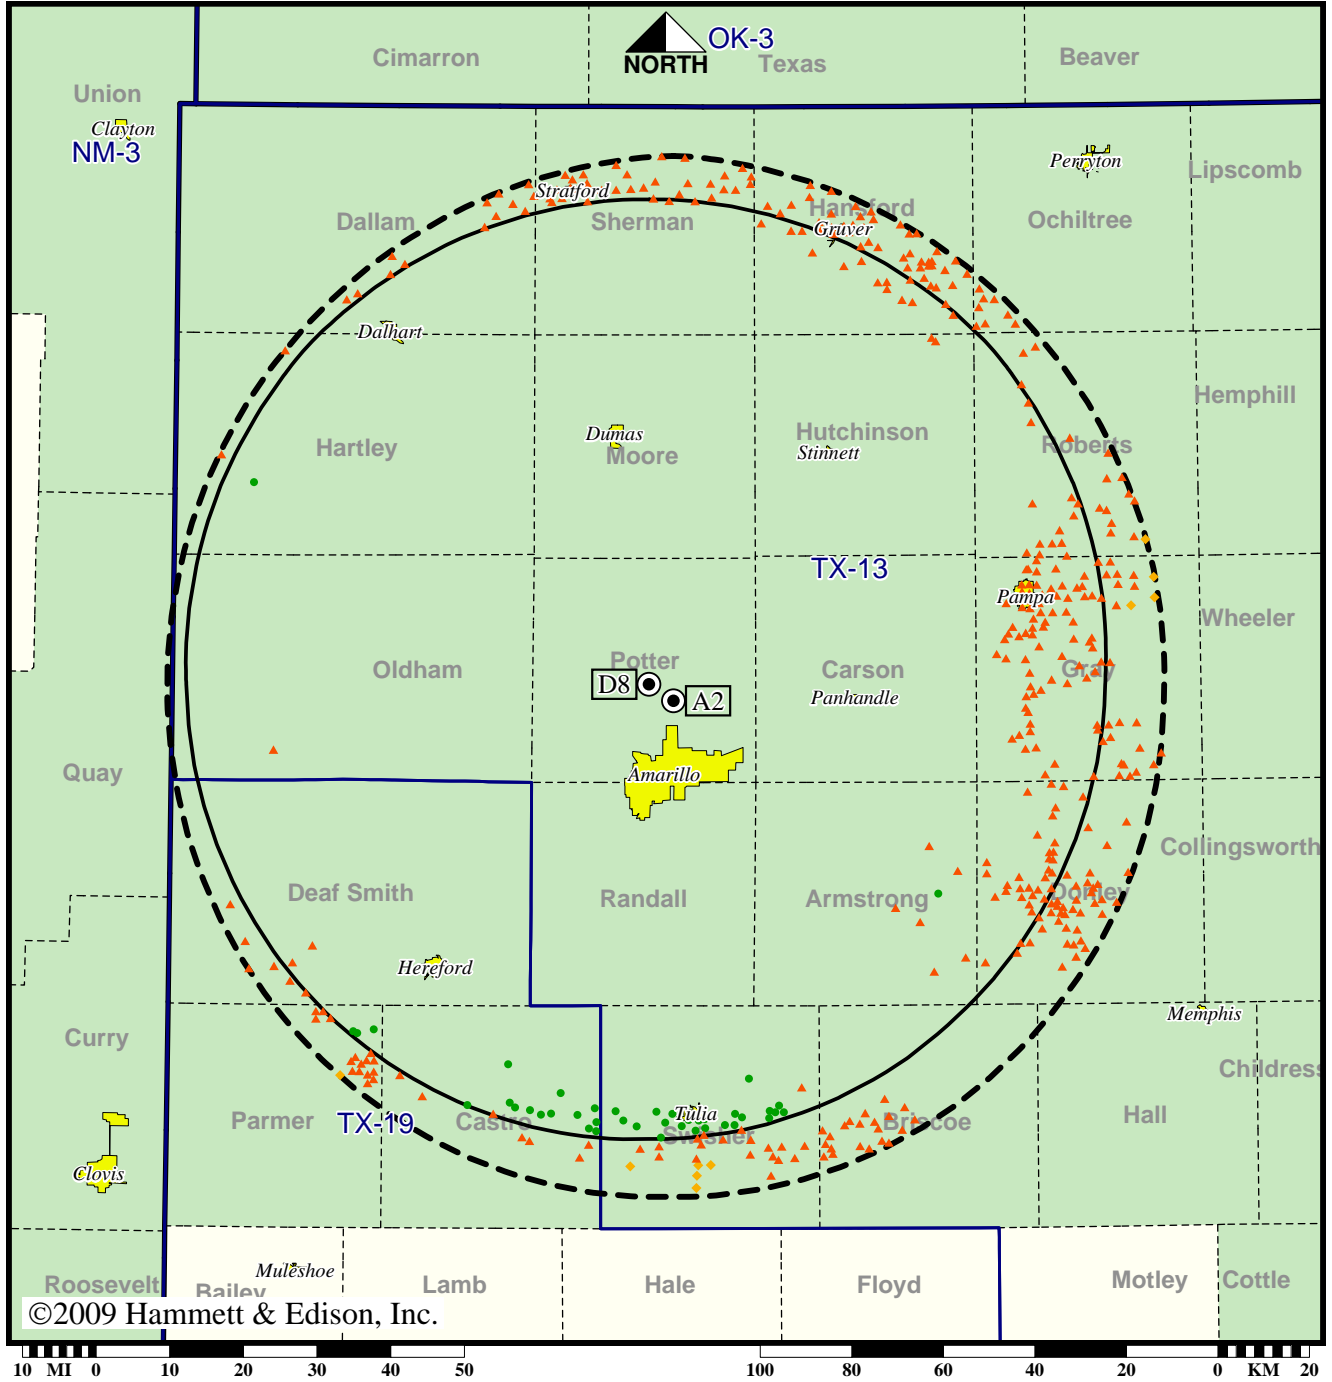 OK-3
NORTH
Cimarron
Texas
Beaver
Union
Clayton
NM-3
Perryton
Lipscomb
Stratford
Dallam
Sherman
Hansford
Gruver
Ochiltree
Dalhart
Hemphill
Hartley
Dumas
Moore
Hutchinson
Stinnett
Roberts
TX-13
Pampa
Wheeler
Oldham
Potter
Carson
Gray
D8
A2
Panhandle
Quay
Amarillo
Collingsworth
Deaf Smith
Randall
Armstrong
Donley
Hereford
Memphis
Curry
Childress
Parmer
TX-19
Castro
Tulia
Swisher
Briscoe
Hall
Clovis
Muleshoe
Roosevelt
Bailey
Lamb
Hale
Floyd
Motley
Cottle
©2009 Hammett & Edison, Inc.
10 MI 0 10 20 30 40 50 100 80 60 40 20 0 KM 20